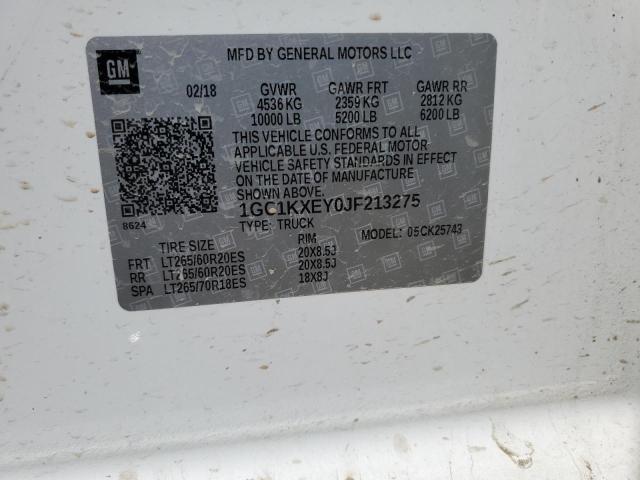 GM
MFD BY GENERAL MOTORS LLC
02/18 GVWR GAWR FRT GAWR RR
4536 KG 2359 KG 2812 KG
10000 LB 5200 LB 6200 LB
THIS VEHICLE CONFORMS TO ALL
APPLICABLE U.S. FEDERAL MOTOR
VEHICLE SAFETY STANDARDS IN EFFECT
ON THE DATE OF MANUFACTURE
SHOWN ABOVE.
8624 1GC1KXEY0JF213275
TYPE: TRUCK MODEL: 05CK25743
TIRE SIZE RIM
FRT LT265/60R20ES 20X8.5J
RR LT265/60R20ES 20X8.5J
SPA LT265/70R18ES 18X8J